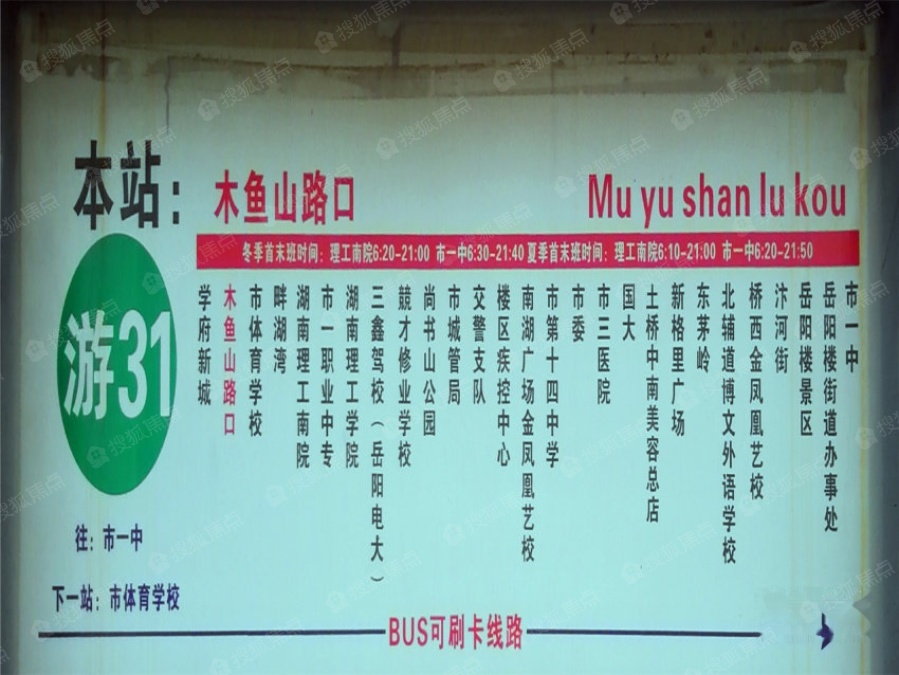 本站：
木鱼山路口
Mu yu shan lu kou
冬季首末班时间：理工南院6:20-21:00 市一中6:30-21:40 夏季首末班时间：理工南院6:10-21:00 市一中6:20-21:50
游31
学府新城
木鱼山路口
市体育学校
畔湖湾
湖南理工南院
市一职业中专
湖南理工学院
三鑫驾校（岳阳电大）
競才修业学校
尚书山公园
市城管局
交警支队
楼区疾控中心
南湖广场金凤凰艺校
市第十四中学
市委
市三医院
国大
土桥中南美容总店
新格里广场
东茅岭
北辅道博文外语学校
桥西金凤凰艺校
汴河街
岳阳楼景区
岳阳楼街道办事处
市一中
往：市一中
下一站：市体育学校
BUS可刷卡线路
搜狐焦点